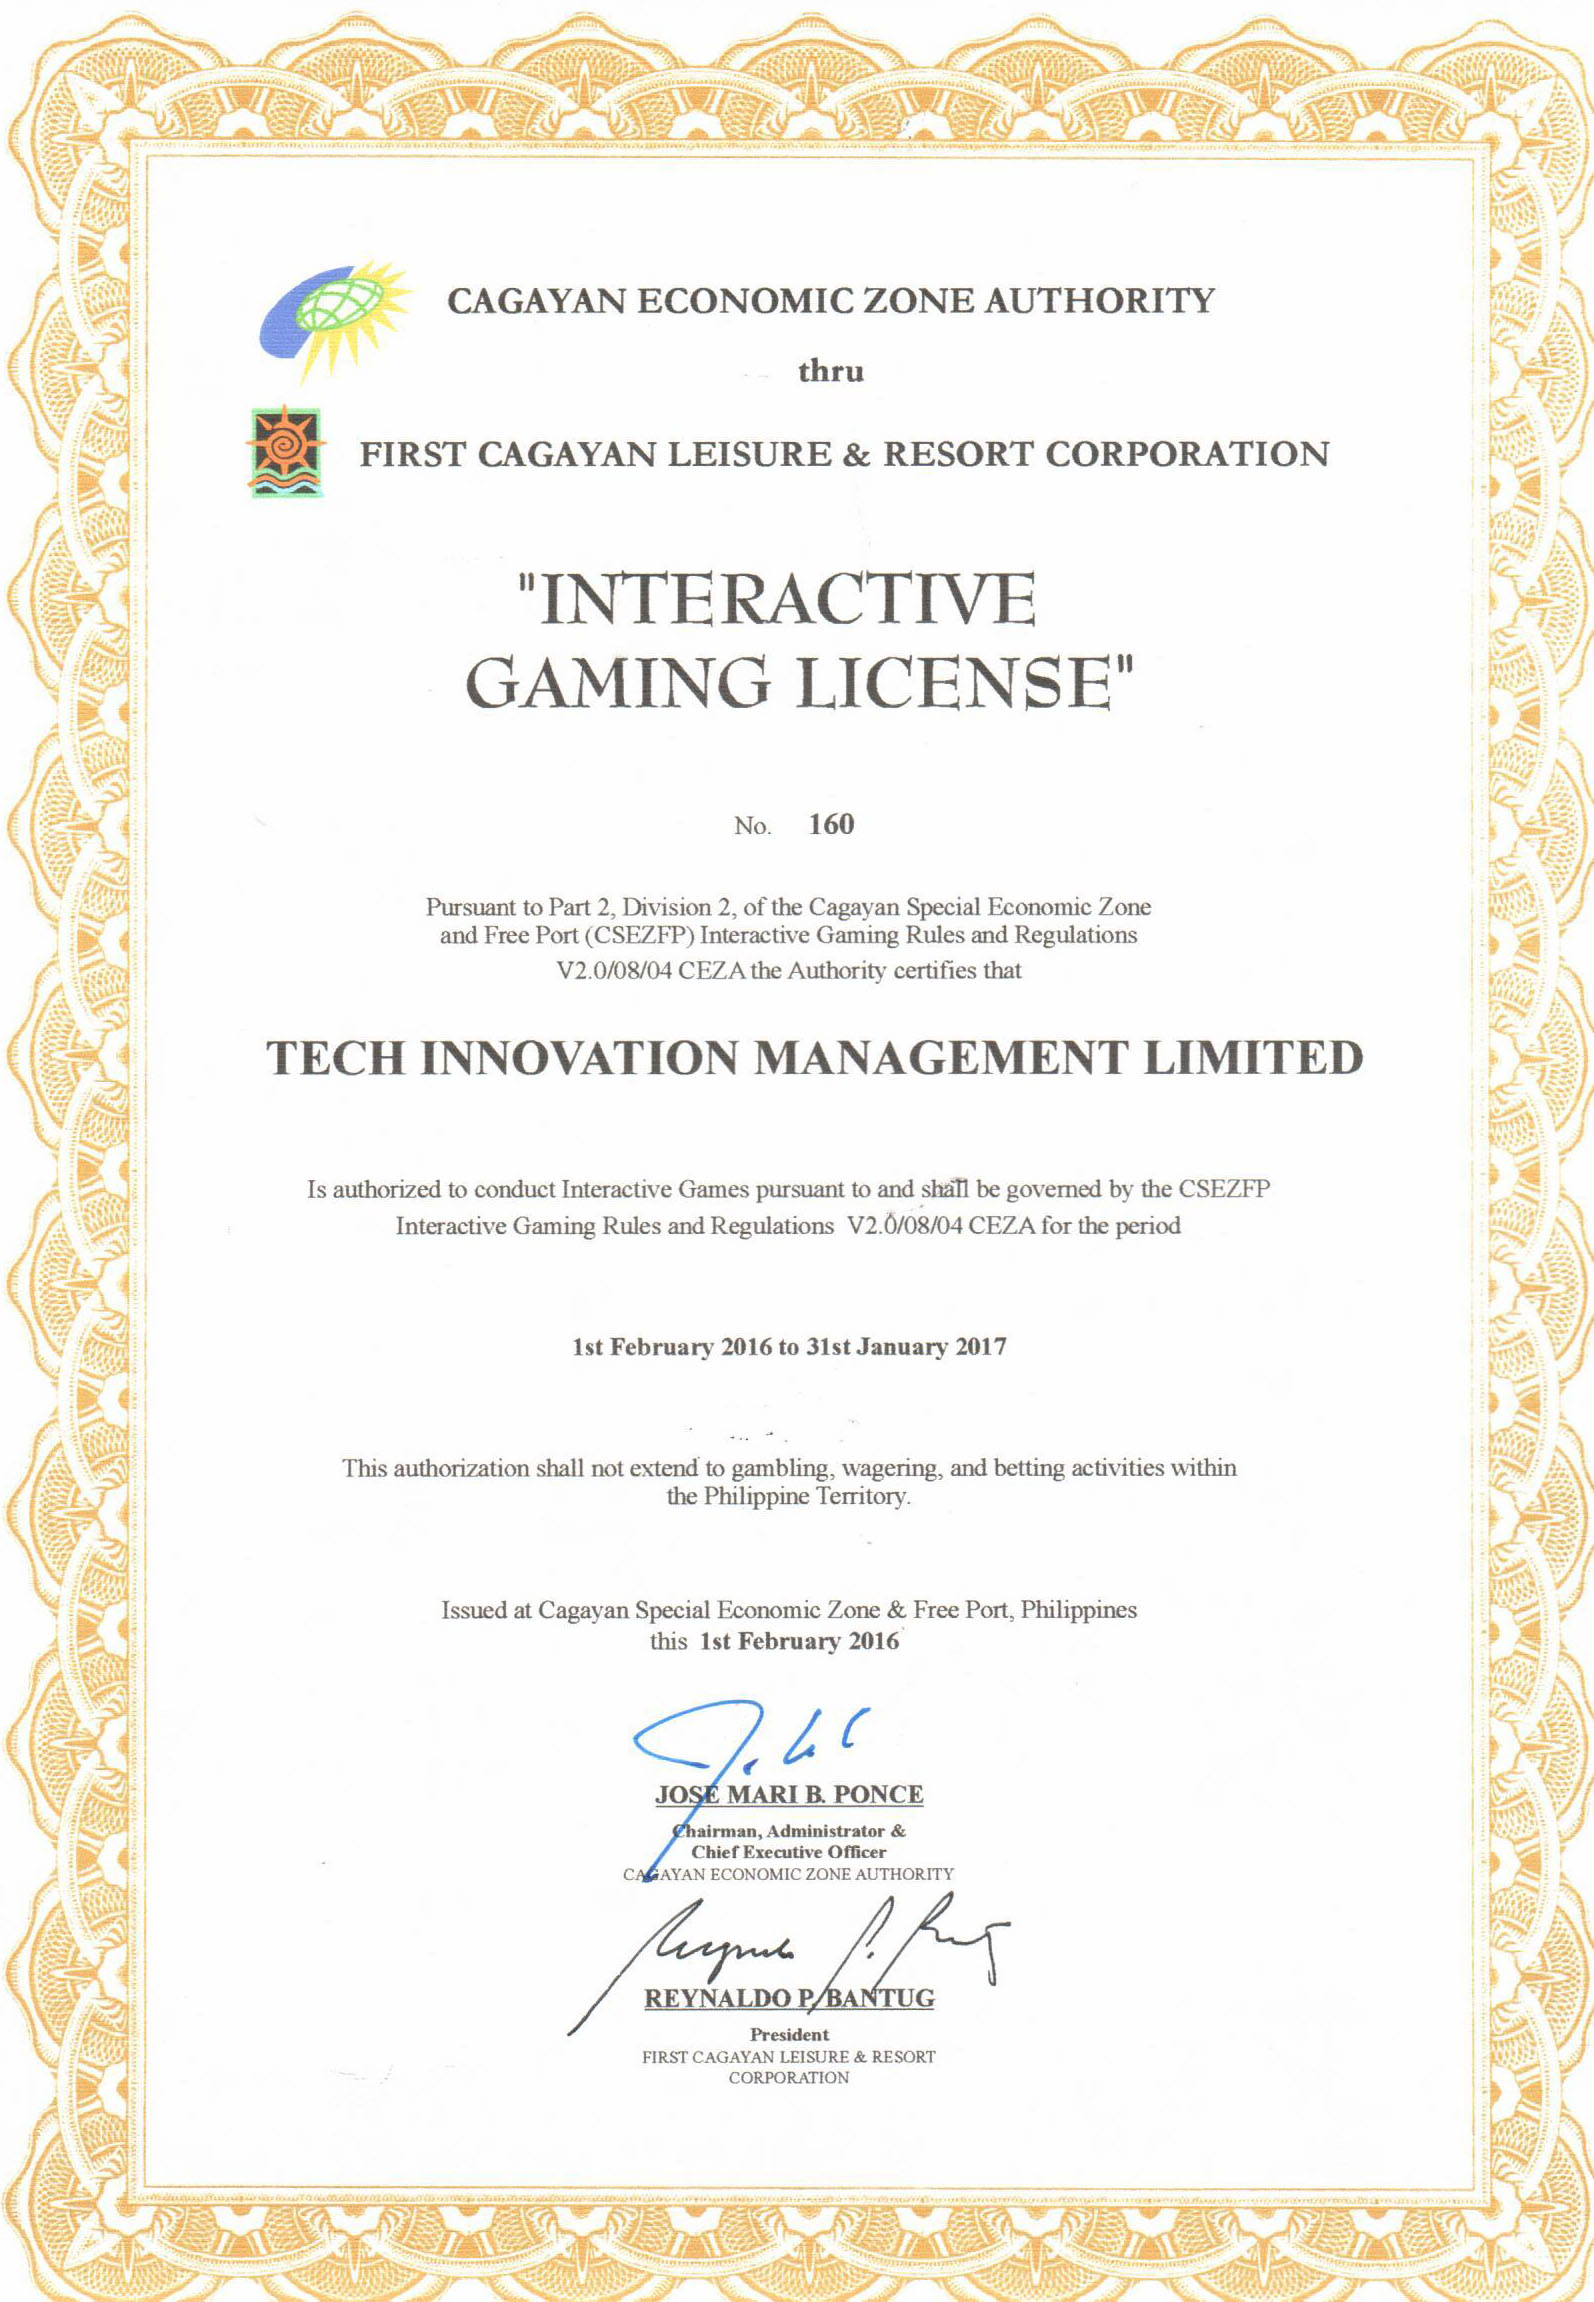 CAGAYAN ECONOMIC ZONE AUTHORITY
thru
FIRST CAGAYAN LEISURE & RESORT CORPORATION
"INTERACTIVE
GAMING LICENSE"
No. 160
Pursuant to Part 2, Division 2, of the Cagayan Special Economic Zone
and Free Port (CSEZFP) Interactive Gaming Rules and Regulations
V2.0/08/04 CEZA the Authority certifies that
TECH INNOVATION MANAGEMENT LIMITED
Is authorized to conduct Interactive Games pursuant to and shall be governed by the CSEZFP
Interactive Gaming Rules and Regulations V2.0/08/04 CEZA for the period
1st February 2016 to 31st January 2017
This authorization shall not extend to gambling, wagering, and betting activities within
the Philippine Territory.
Issued at Cagayan Special Economic Zone & Free Port, Philippines
this 1st February 2016
JOSE MARI B. PONCE
Chairman, Administrator &
Chief Executive Officer
CAGAYAN ECONOMIC ZONE AUTHORITY
REYNALDO P. BANTUG
President
FIRST CAGAYAN LEISURE & RESORT
CORPORATION